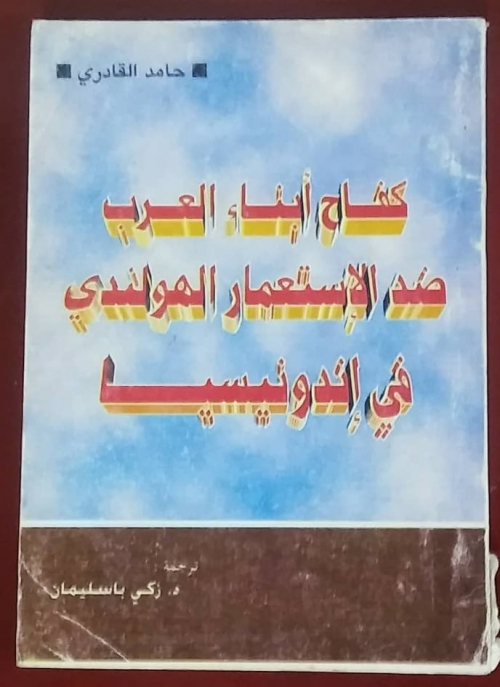 حامد القادري
كفاح أبناء العرب
ضد الإستعمار الهولندي
في إندونيسيا
ترجمة
د. زكي باسليمان